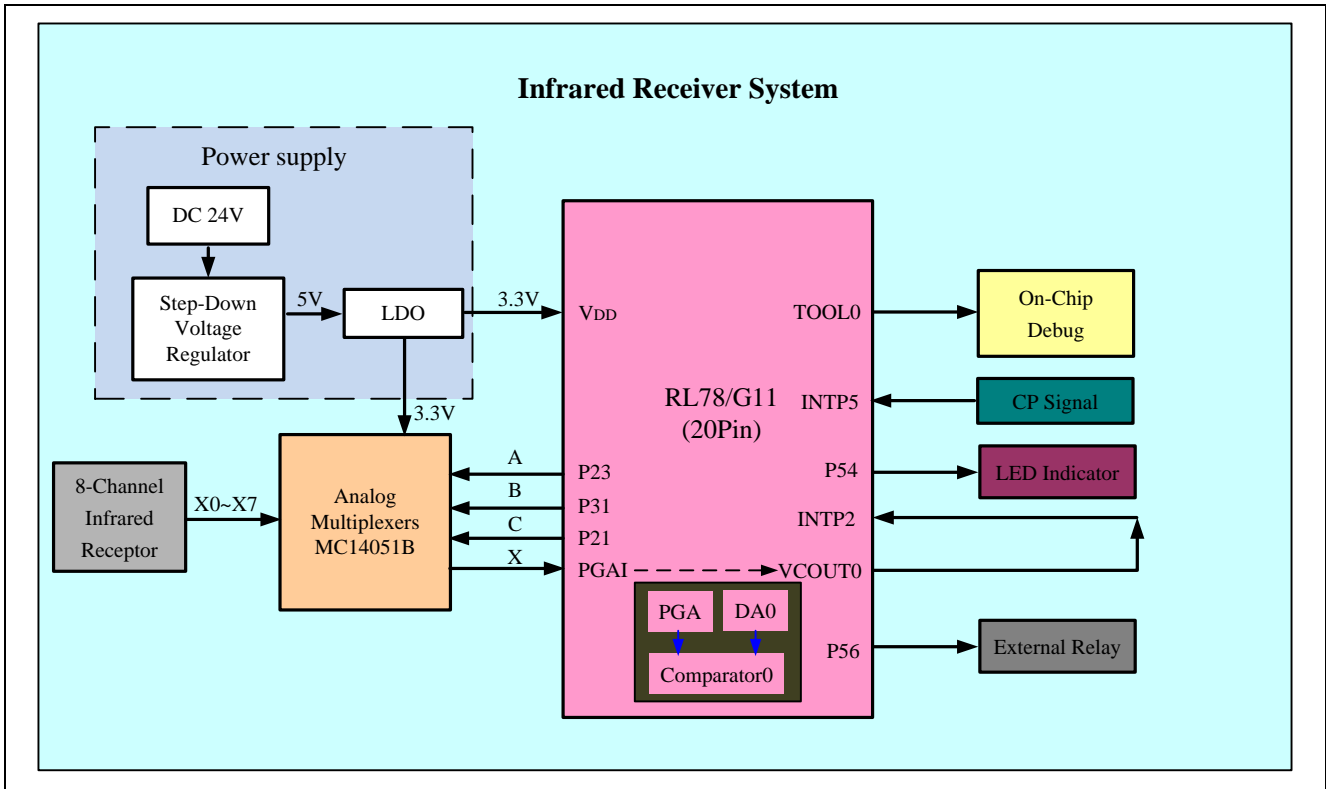 Infrared Receiver System
Power supply
DC 24V
Step-Down
Voltage
Regulator
5V
LDO
3.3V
3.3V
8-Channel
Infrared
Receptor
X0~X7
Analog
Multiplexers
MC14051B
A
B
C
X
VDD
P23
P31
P21
PGAI
RL78/G11
(20Pin)
PGA
DA0
Comparator0
TOOL0
INTP5
P54
INTP2
VCOUT0
P56
On-Chip
Debug
CP Signal
LED Indicator
External Relay